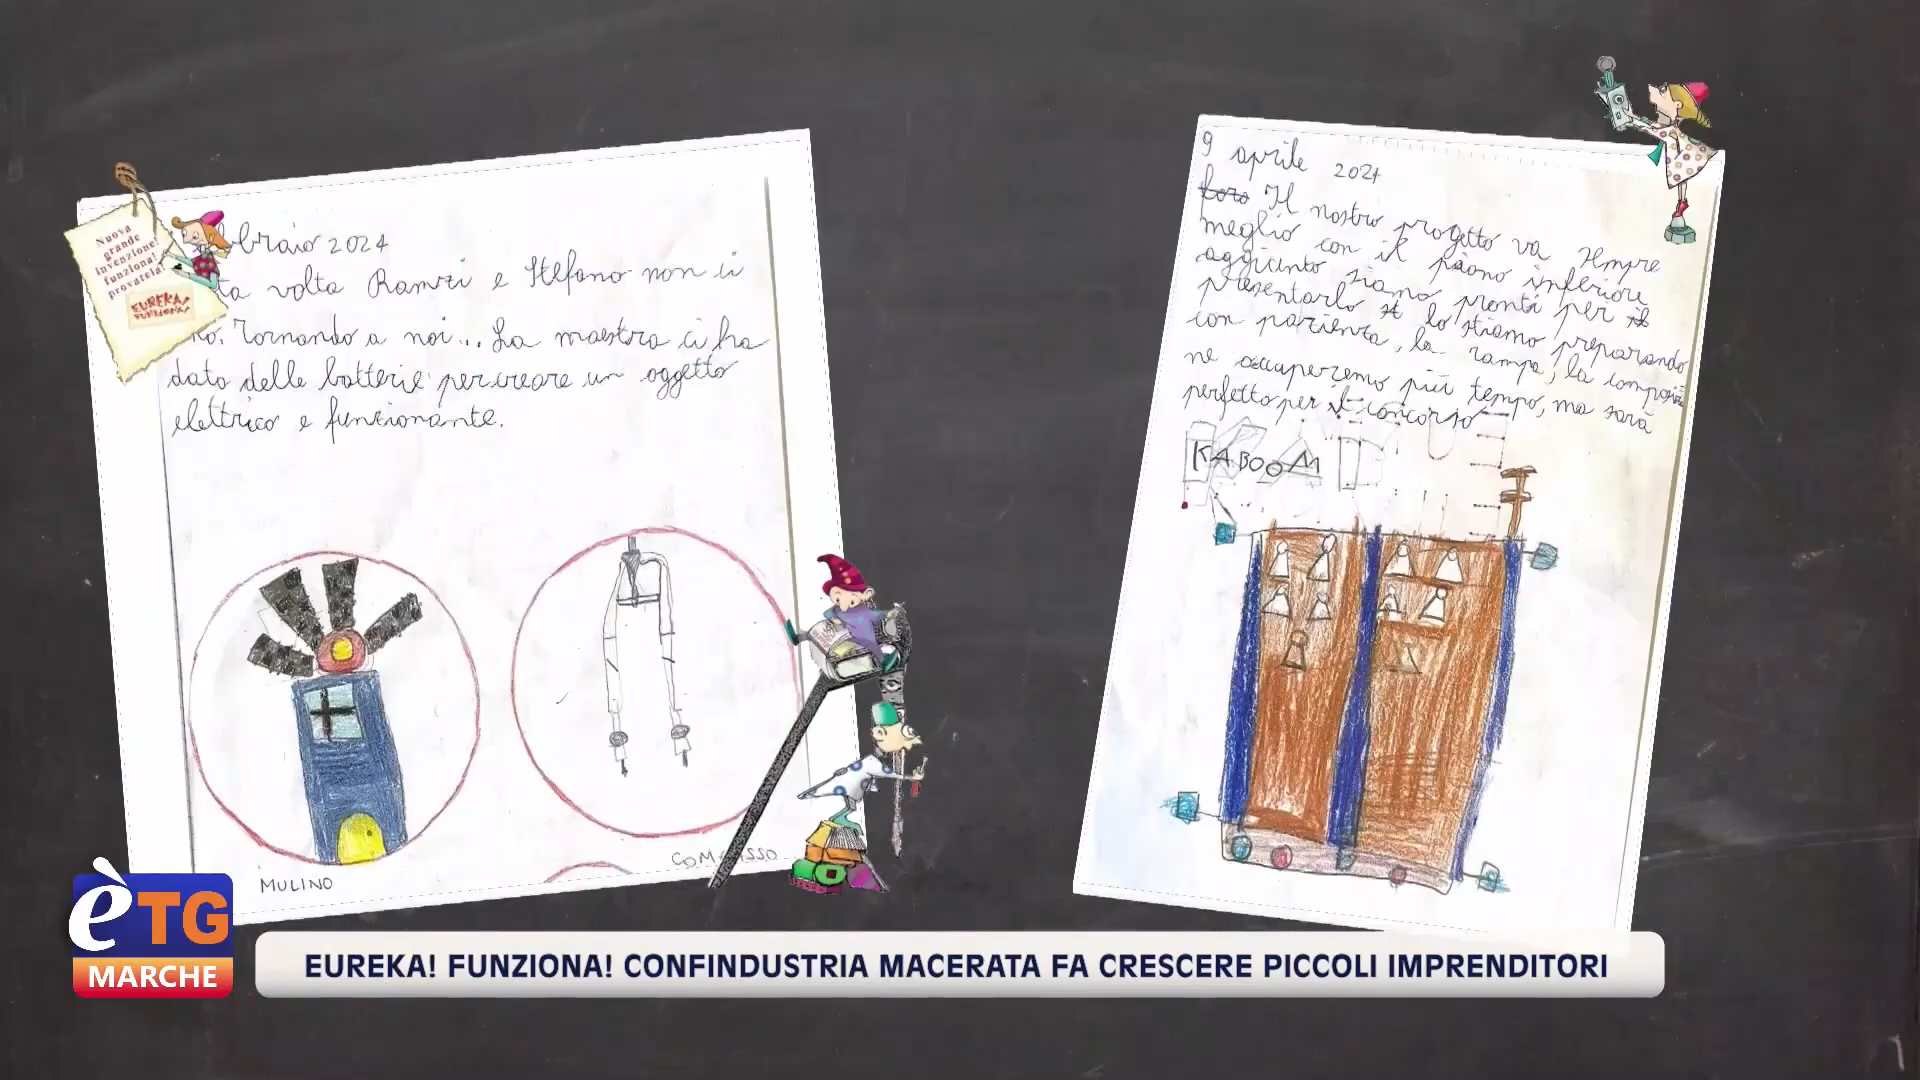 Nuova
grande
invenzione!
funziona!
provatela!
EUREKA!
FUNZIONA!
bbraio 2024
ta volta Ramzi e Stefano non ci
no. Tornando a noi... La maestra ci ha
dato delle batterie per creare un oggetto
elettrico e funzionante.
MULINO
COMPASSO
9 aprile 2024
Il nostro progetto va sempre
meglio con il piano inferiore
aggiunto siamo pronti per
presentarlo lo stiamo preparando
con pazienza, la rampa, la composizio
ne occuperemo più tempo, ma sarà
perfetto per il concorso
KABOOM
èTG
MARCHE
EUREKA! FUNZIONA! CONFINDUSTRIA MACERATA FA CRESCERE PICCOLI IMPRENDITORI